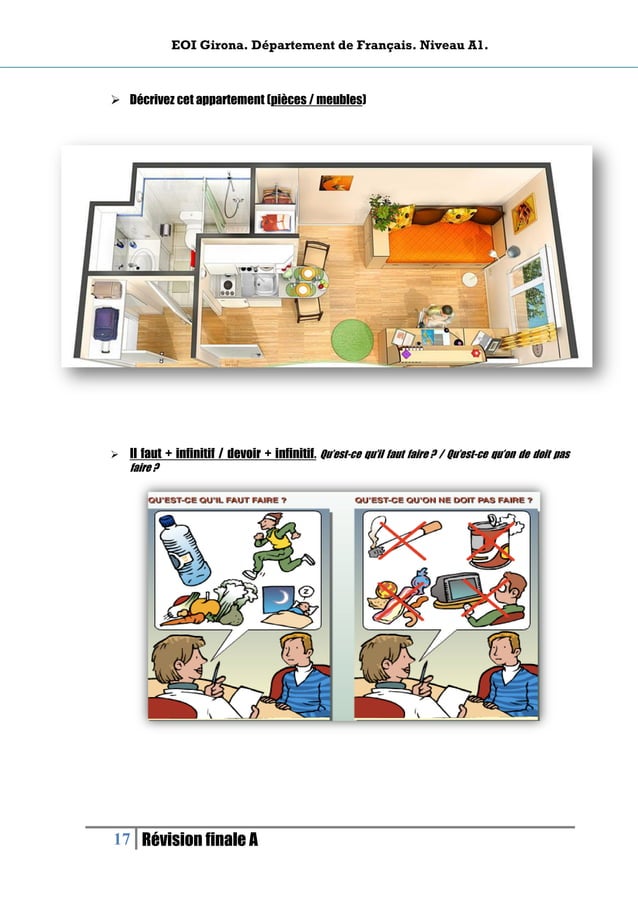 EOI Girona. Département de Français. Niveau A1.
Décrivez cet appartement (pièces / meubles)
Il faut + infinitif / devoir + infinitif. Qu'est-ce qu'il faut faire ? / Qu'est-ce qu'on de doit pas
faire ?
QU'EST-CE QU'IL FAUT FAIRE ?
QU'EST-CE QU'ON NE DOIT PAS FAIRE ?
Z
17 Révision finale A